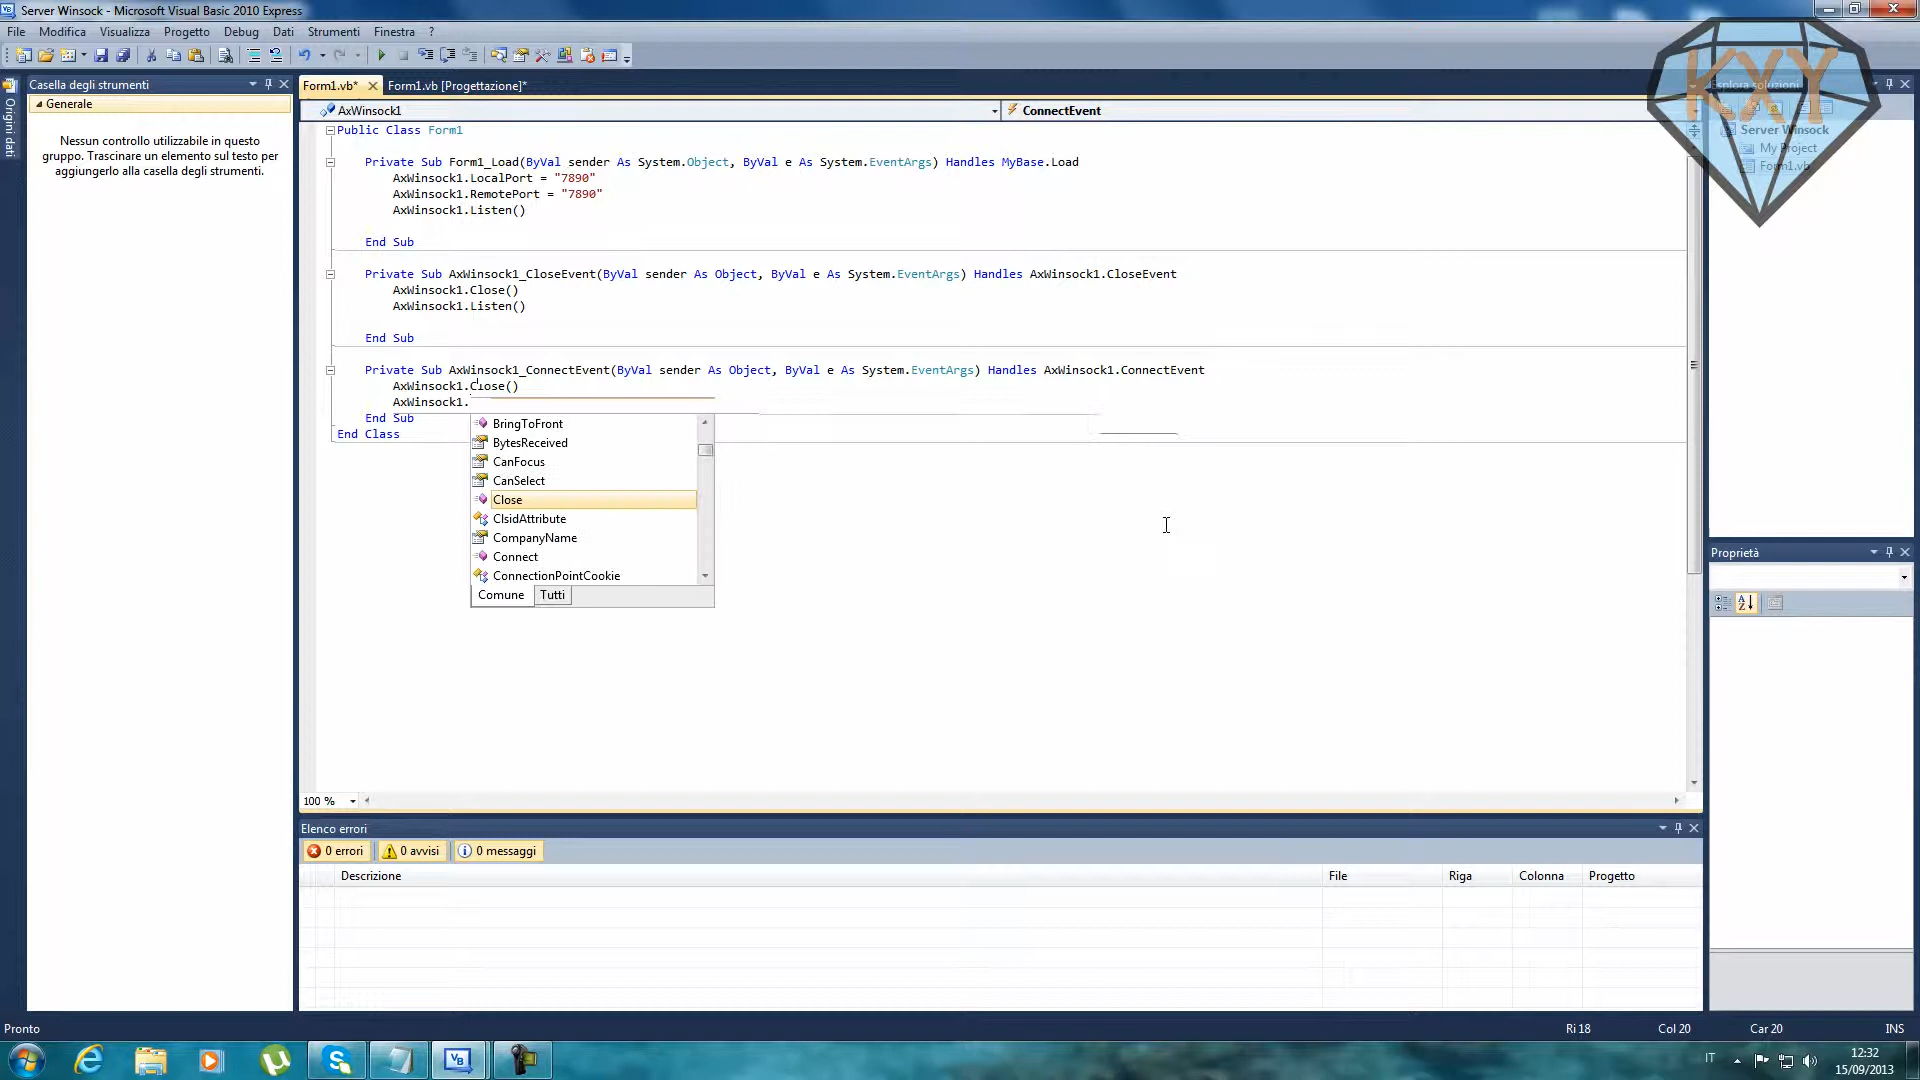 Server Winsock - Microsoft Visual Basic 2010 Express
File Modifica Visualizza Progetto Debug Dati Strumenti Finestra ?
Casella degli strumenti
Generale
Nessun controllo utilizzabile in questo
gruppo. Trascinare un elemento sul testo per
aggiungerlo alla casella degli strumenti.
Origini dati
Form1.vb* Form1.vb [Progettazione]*
AxWinsock1 ConnectEvent
Public Class Form1
Private Sub Form1_Load(ByVal sender As System.Object, ByVal e As System.EventArgs) Handles MyBase.Load
AxWinsock1.LocalPort = "7890"
AxWinsock1.RemotePort = "7890"
AxWinsock1.Listen()
End Sub
Private Sub AxWinsock1_CloseEvent(ByVal sender As Object, ByVal e As System.EventArgs) Handles AxWinsock1.CloseEvent
AxWinsock1.Close()
AxWinsock1.Listen()
End Sub
Private Sub AxWinsock1_ConnectEvent(ByVal sender As Object, ByVal e As System.EventArgs) Handles AxWinsock1.ConnectEvent
AxWinsock1.Close()
AxWinsock1.
End Sub
End Class
BringToFront
BytesReceived
CanFocus
CanSelect
Close
ClsidAttribute
CompanyName
Connect
ConnectionPointCookie
Comune Tutti
100 %
KXY
Esplora soluzioni
Server Winsock
My Project
Form1.vb
Proprietà
Elenco errori
0 errori 0 avvisi 0 messaggi
Descrizione File Riga Colonna Progetto
Pronto Ri 18 Col 20 Car 20 INS
IT
12:32
15/09/2013